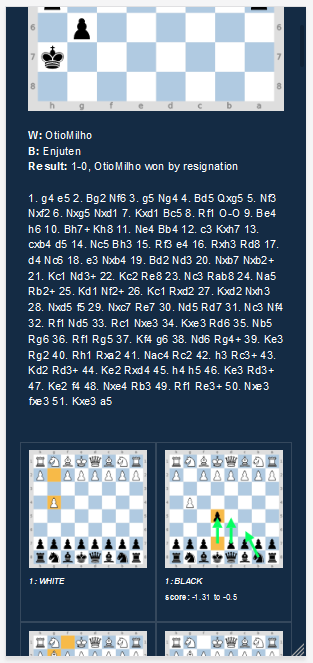 6
7
8
h g f e d c b a
W: OtioMilho
B: Enjuten
Result: 1-0, OtioMilho won by resignation
1. g4 e5 2. Bg2 Nf6 3. g5 Ng4 4. Bd5 Qxg5 5. Nf3
Nxf2 6. Nxg5 Nxd1 7. Kxd1 Bc5 8. Rf1 O-O 9. Be4
h6 10. Bh7+ Kh8 11. Ne4 Bb4 12. c3 Kxh7 13.
cxb4 d5 14. Nc5 Bh3 15. Rf3 e4 16. Rxh3 Rd8 17.
d4 Nc6 18. e3 Nxb4 19. Bd2 Nd3 20. Nxb7 Nxb2+
21. Kc1 Nd3+ 22. Kc2 Re8 23. Nc3 Rab8 24. Na5
Rb2+ 25. Kd1 Nf2+ 26. Kc1 Rxd2 27. Kxd2 Nxh3
28. Nxd5 f5 29. Nxc7 Re7 30. Nd5 Rd7 31. Nc3 Nf4
32. Rf1 Nd5 33. Rc1 Nxe3 34. Kxe3 Rd6 35. Nb5
Rg6 36. Rf1 Rg5 37. Kf4 g6 38. Nd6 Rg4+ 39. Ke3
Rg2 40. Rh1 Rxa2 41. Nac4 Rc2 42. h3 Rc3+ 43.
Kd2 Rd3+ 44. Ke2 Rxd4 45. h4 h5 46. Ke3 Rd3+
47. Ke2 f4 48. Nxe4 Rb3 49. Rf1 Re3+ 50. Nxe3
fxe3 51. Kxe3 a5
1: WHITE
1: BLACK
score: -1.31 to -0.5